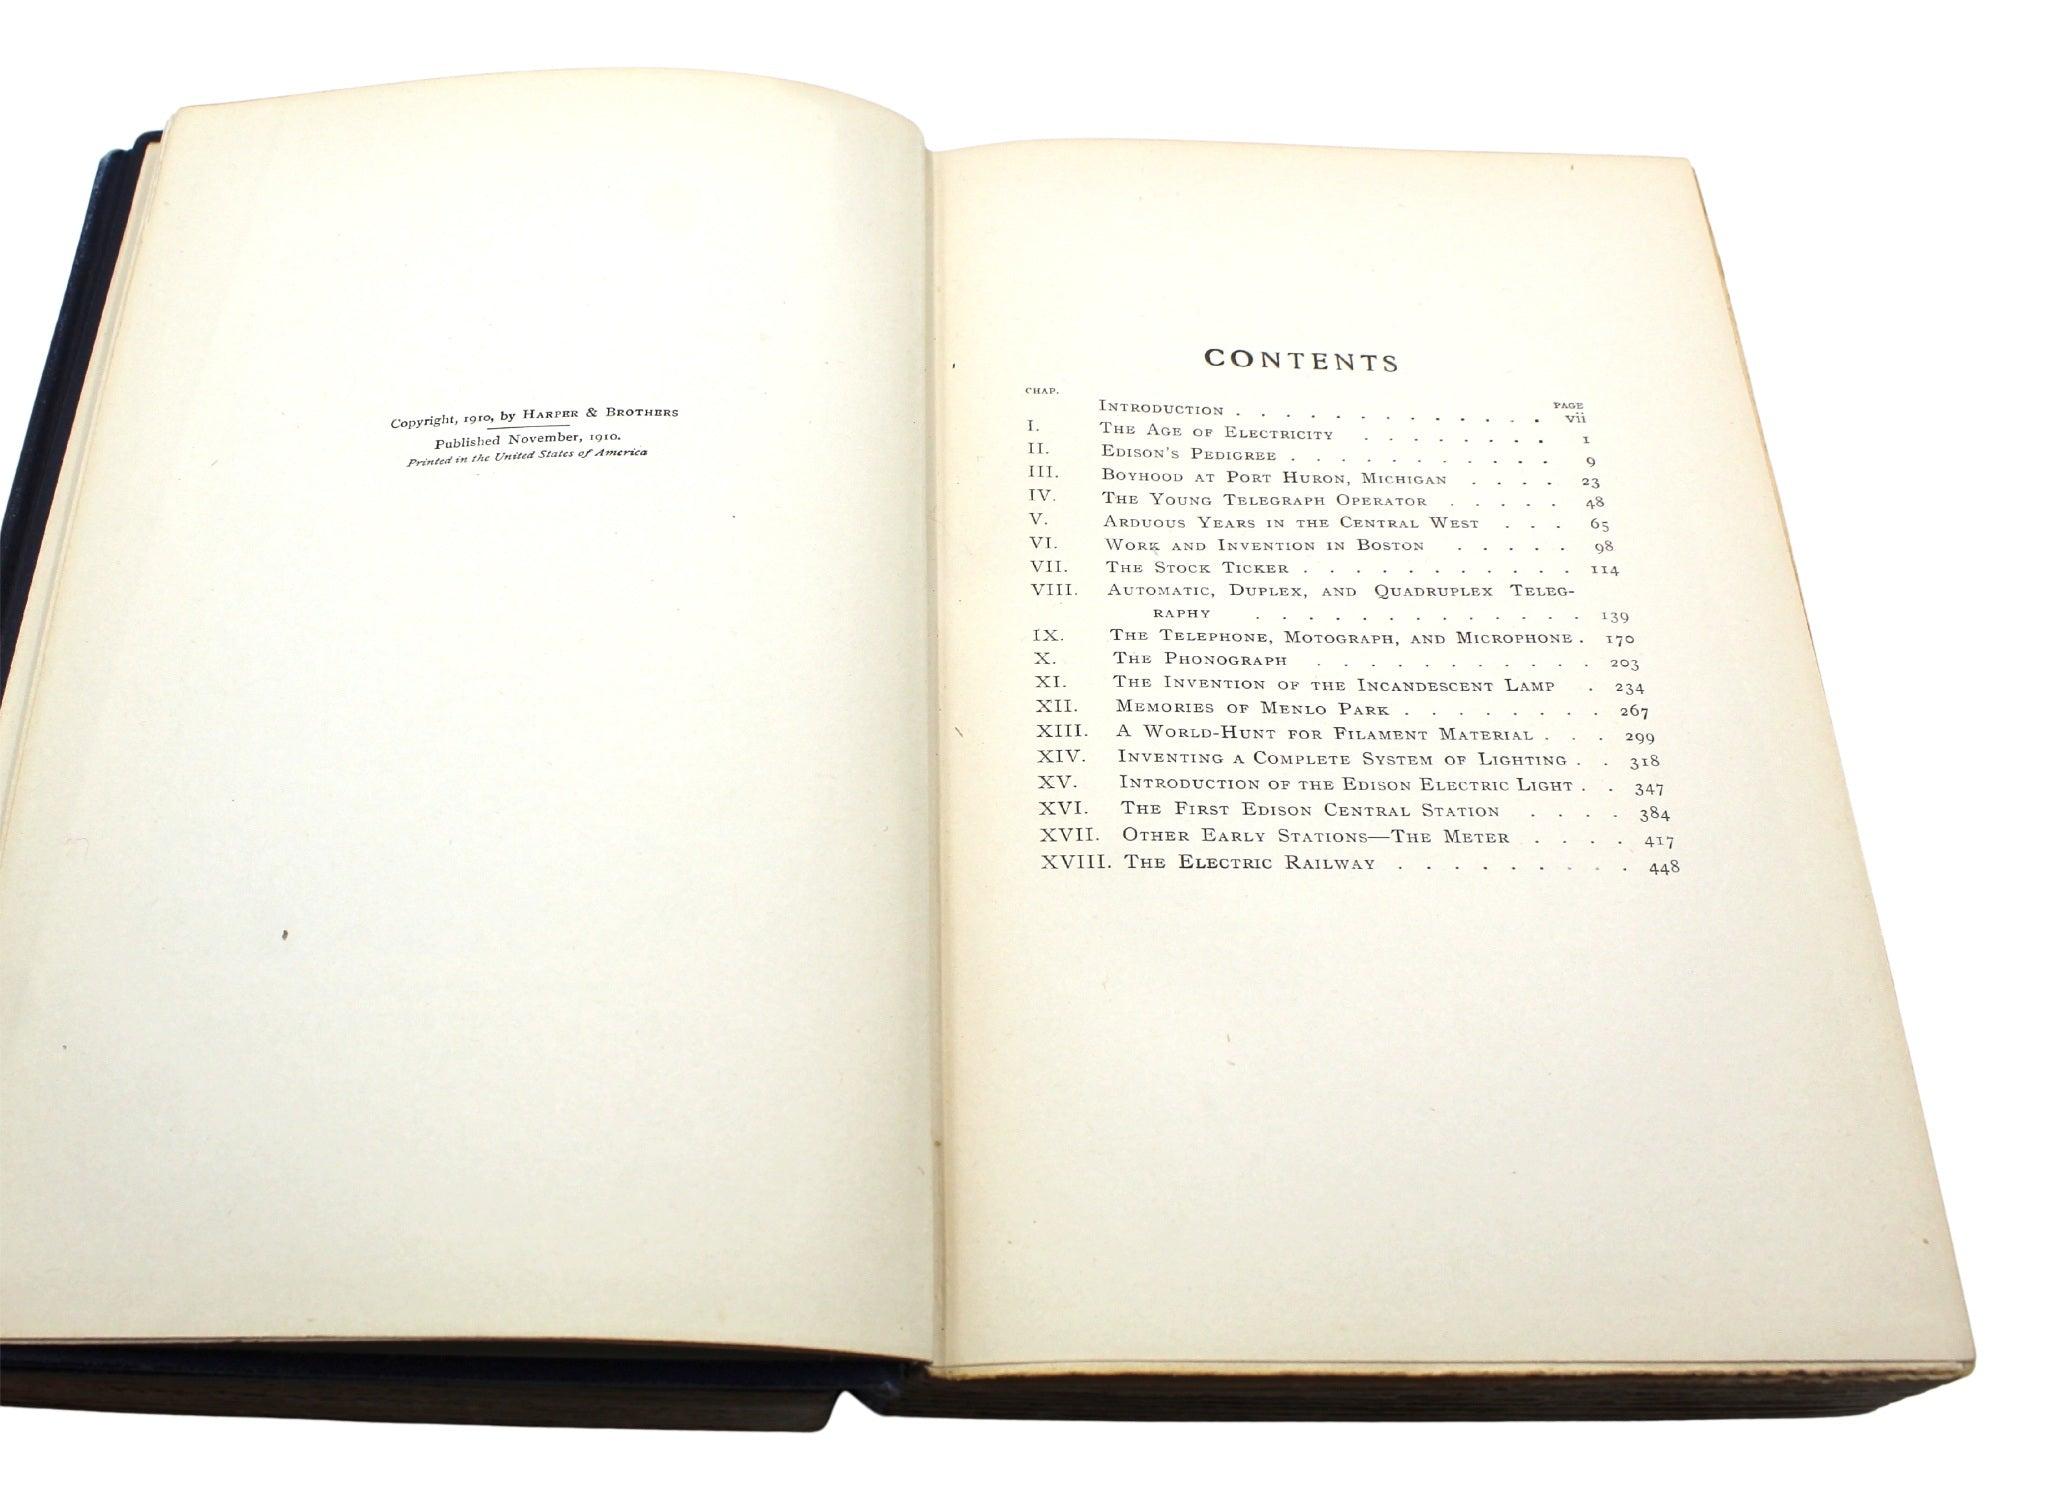 Copyright, 1910, by Harper & Brothers
Published November, 1910.
Printed in the United States of America
CONTENTS
CHAP.
PAGE
Introduction . . . . . . . . . . . . vii
I. The Age of Electricity . . . . . . . . 1
II. Edison's Pedigree . . . . . . . . . . 9
III. Boyhood at Port Huron, Michigan . . . . 23
IV. The Young Telegraph Operator . . . . . 48
V. Arduous Years in the Central West . . . 65
VI. Work and Invention in Boston . . . . . 98
VII. The Stock Ticker . . . . . . . . . . . 114
VIII. Automatic, Duplex, and Quadruplex Teleg-
raphy . . . . . . . . . . . . . 139
IX. The Telephone, Motograph, and Microphone . 170
X. The Phonograph . . . . . . . . . . . 203
XI. The Invention of the Incandescent Lamp . 234
XII. Memories of Menlo Park . . . . . . . . 267
XIII. A World-Hunt for Filament Material . . . 299
XIV. Inventing a Complete System of Lighting . . 318
XV. Introduction of the Edison Electric Light . . 347
XVI. The First Edison Central Station . . . . 384
XVII. Other Early Stations—The Meter . . . . 417
XVIII. The Electric Railway . . . . . . . . . 448